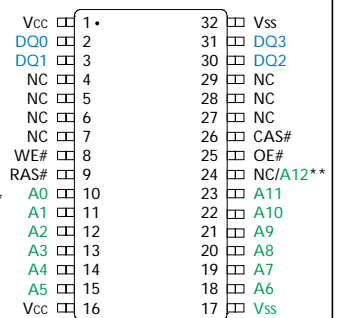 Vcc 1• 32 Vss
DQ0 2 31 DQ3
DQ1 3 30 DQ2
NC 4 29 NC
NC 5 28 NC
NC 6 27 NC
NC 7 26 CAS#
WE# 8 25 OE#
RAS# 9 24 NC/A12**
* A0 10 23 A11
A1 11 22 A10
A2 12 21 A9
A3 13 20 A8
A4 14 19 A7
A5 15 18 A6
Vcc 16 17 Vss